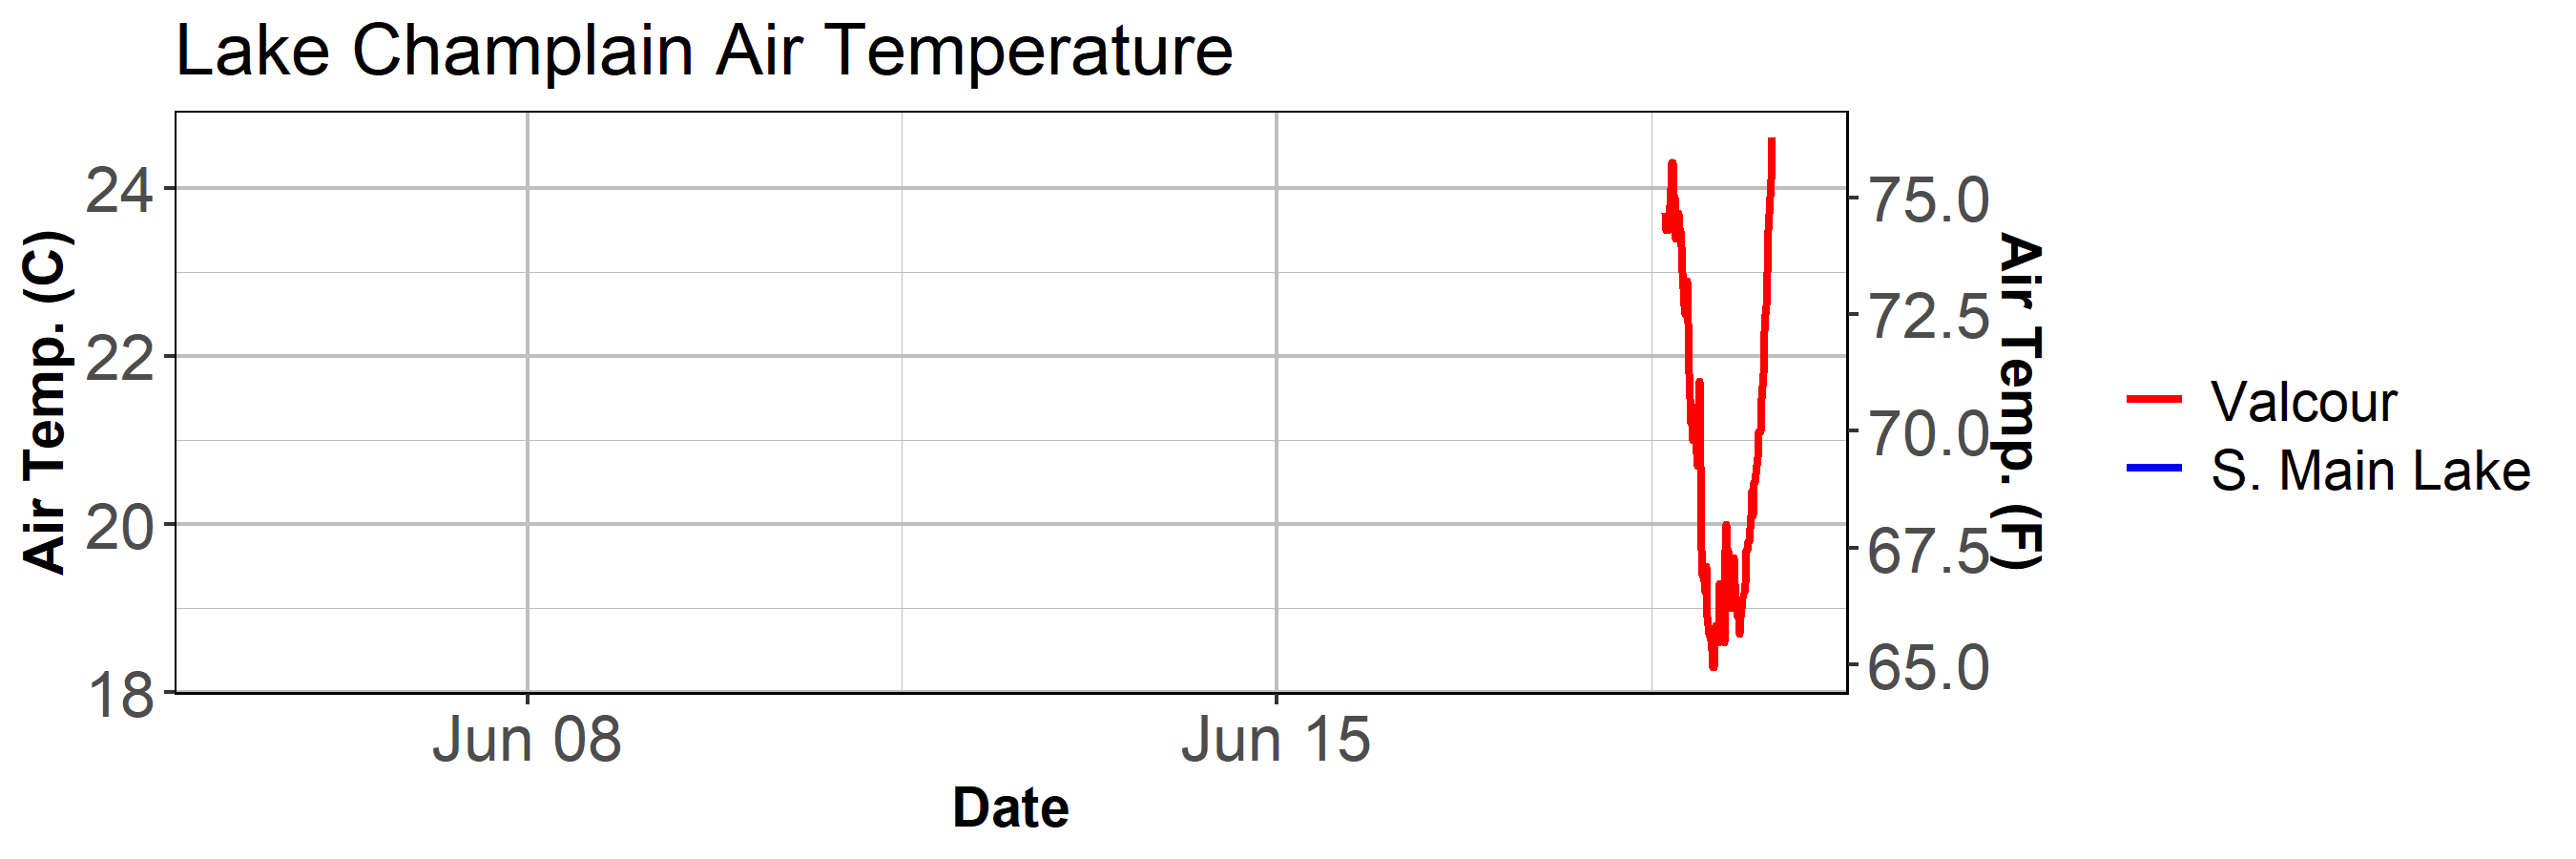 Lake Champlain Air Temperature
Air Temp. (C)
24
22
20
18
75.0
72.5
70.0
67.5
65.0
Air Temp. (F)
Jun 08
Jun 15
Date
Valcour
S. Main Lake